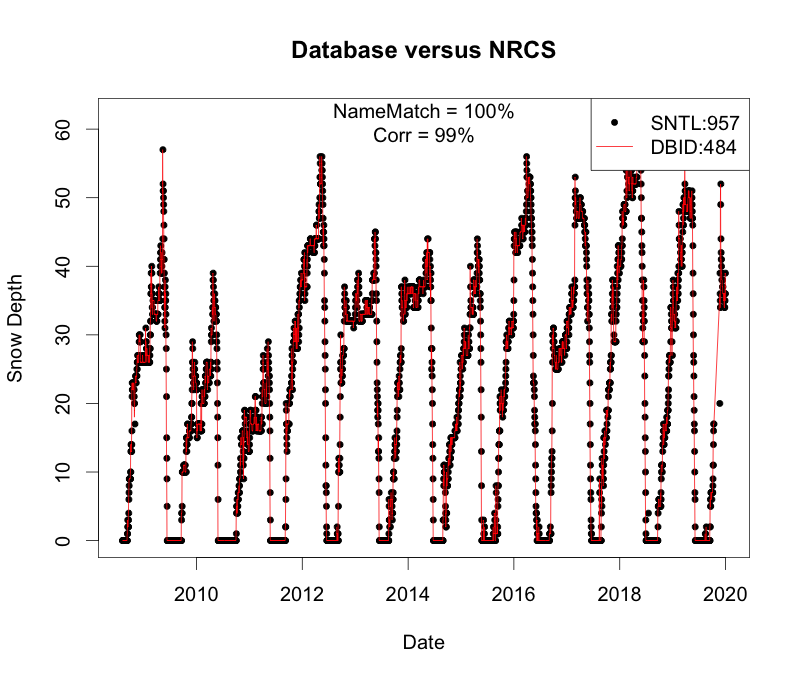 Database versus NRCS
NameMatch = 100%
Corr = 99%
SNTL:957
DBID:484
Snow Depth
60
50
40
30
20
10
0
2010 2012 2014 2016 2018 2020
Date